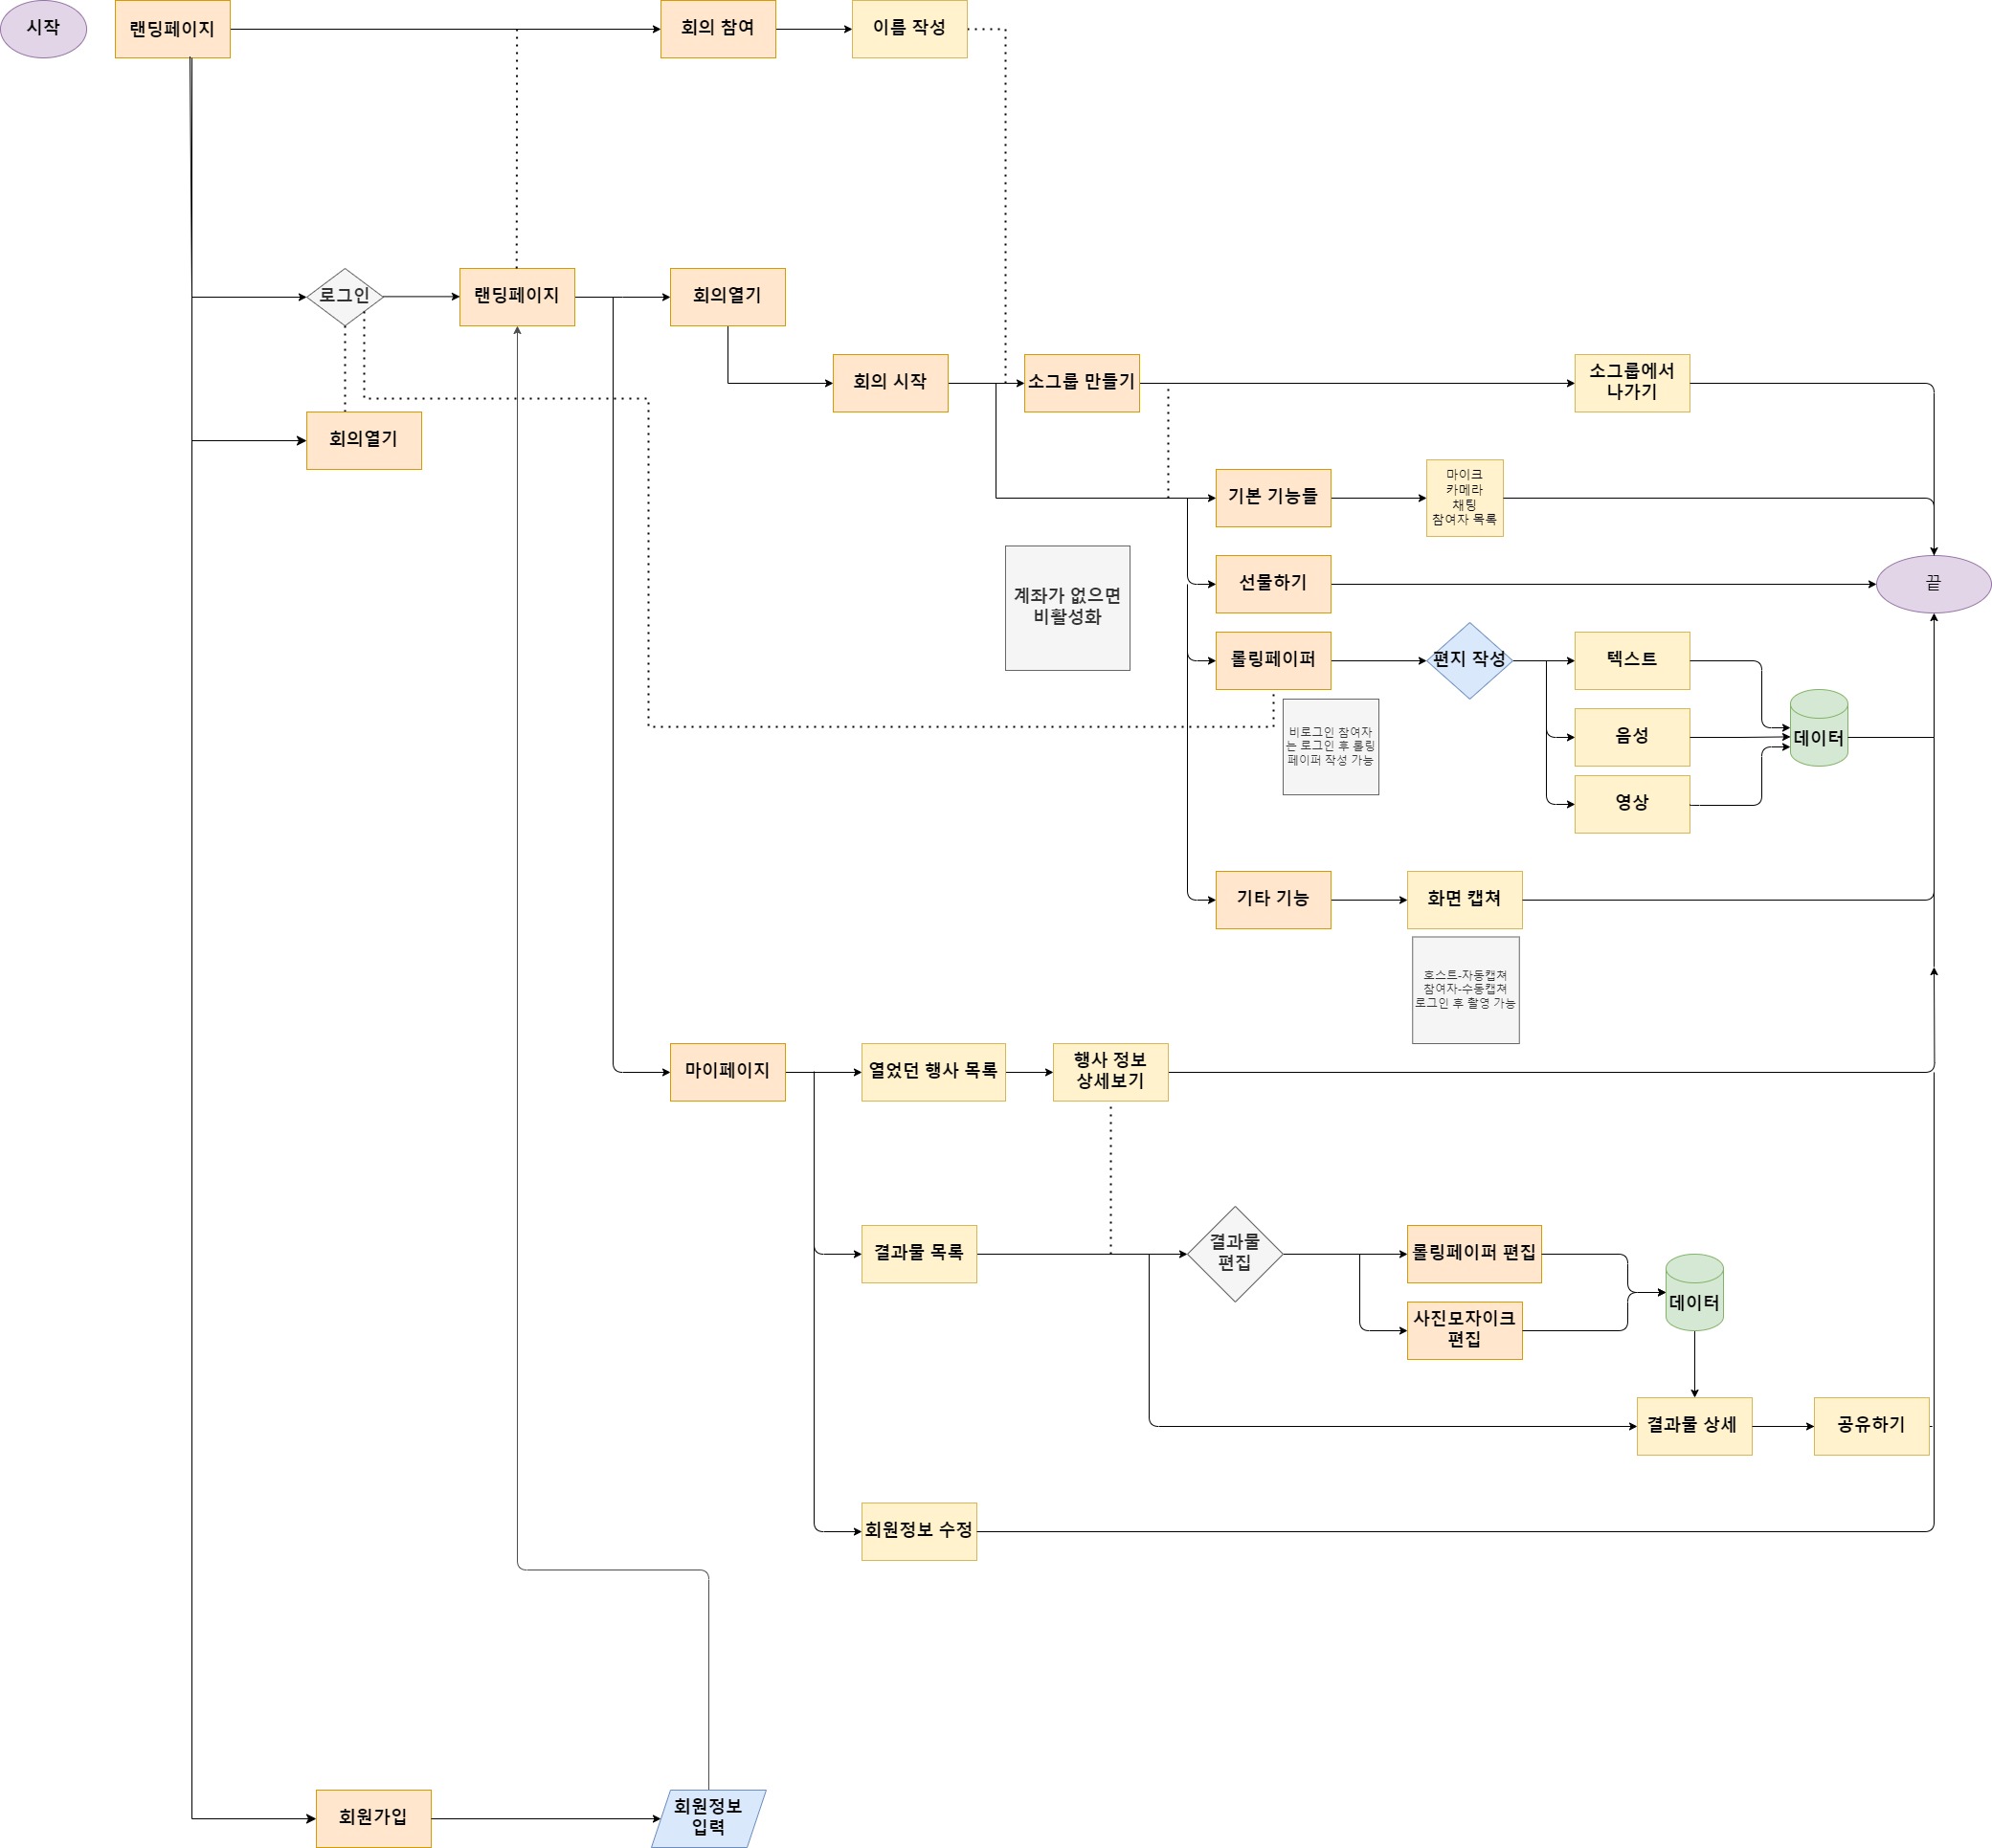 시작
랜딩페이지
회의 참여
이름 작성
로그인
랜딩페이지
회의열기
회의 시작
소그룹 만들기
소그룹에서
나가기
회의열기
기본 기능들
마이크
카메라
채팅
참여자 목록
계좌가 없으면
비활성화
선물하기
끝
롤링페이퍼
편지 작성
텍스트
비로그인 참여자
는 로그인 후 롤링
페이퍼 작성 가능
음성
데이터
영상
기타 기능
화면 캡쳐
호스트-자동캡쳐
참여자-수동캡쳐
로그인 후 촬영 가능
마이페이지
열었던 행사 목록
행사 정보
상세보기
결과물 목록
결과물
편집
롤링페이퍼 편집
사진모자이크
편집
데이터
결과물 상세
공유하기
회원정보 수정
회원가입
회원정보
입력